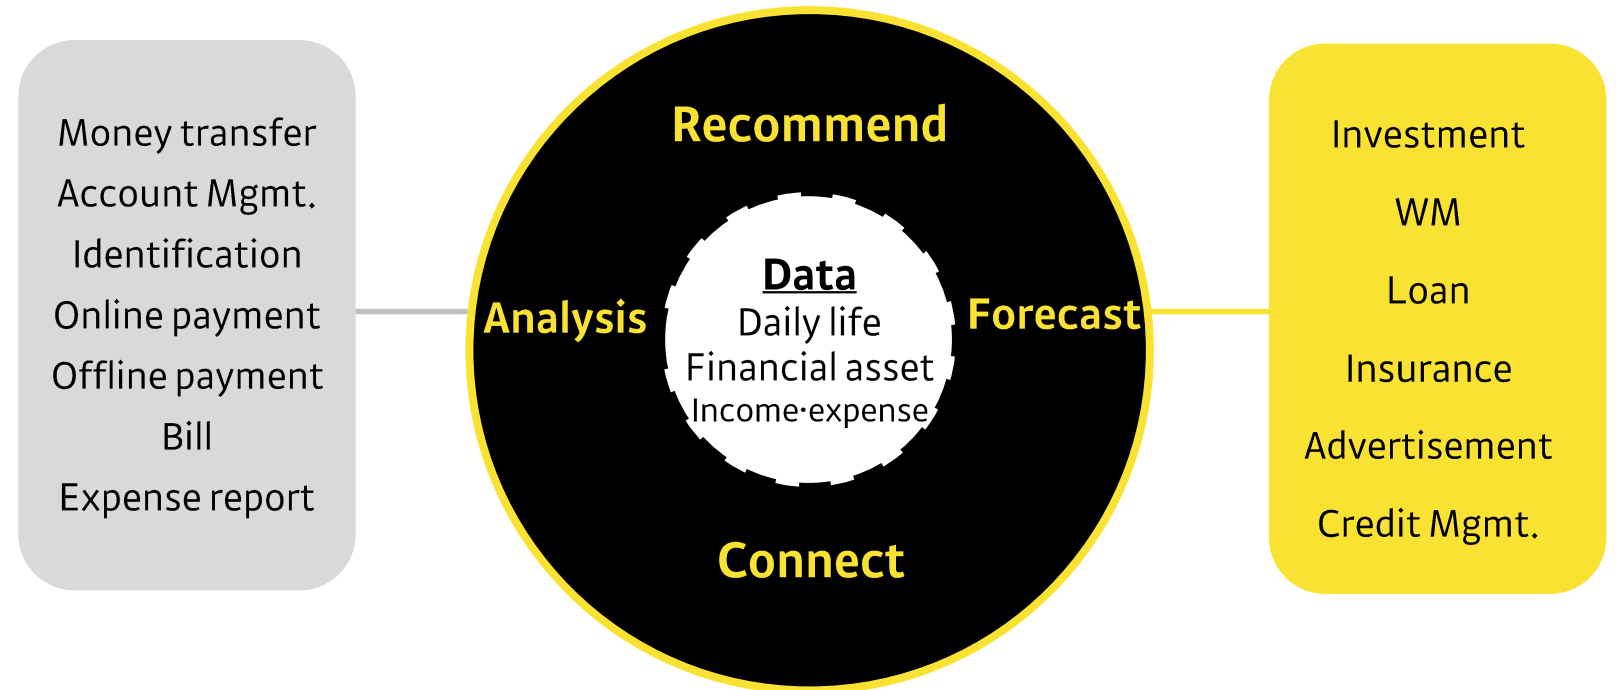 Money transfer
Account Mgmt.
Identification
Online payment
Offline payment
Bill
Expense report
Recommend
Analysis
Data
Daily life
Financial asset
Income·expense
Forecast
Connect
Investment
WM
Loan
Insurance
Advertisement
Credit Mgmt.